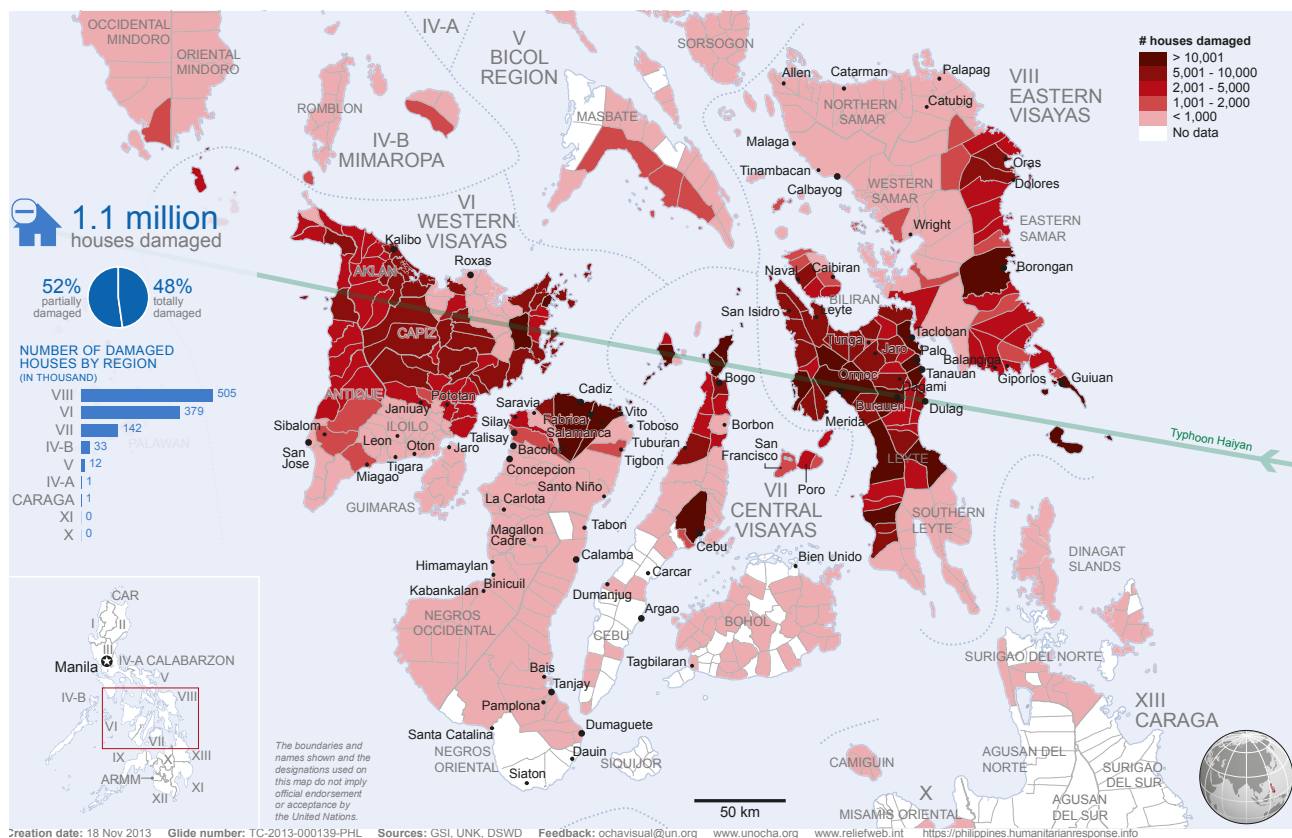 OCCIDENTAL
MINDORO
ORIENTAL
MINDORO
IV-A
V
BICOL
REGION
SORSOGON
ROMBLON
IV-B
MIMAROPA
MASBATE
Allen
Catarman
Palapag
NORTHERN
SAMAR
Catubig
VIII
EASTERN
VISAYAS
# houses damaged
> 10,001
5,001 - 10,000
2,001 - 5,000
1,001 - 2,000
< 1,000
No data
Malaga
Tinambacan
Calbayog
WESTERN
SAMAR
Oras
Dolores
Wright
EASTERN
SAMAR
Borongan
1.1 million
houses damaged
52%
partially
damaged
48%
totally
damaged
NUMBER OF DAMAGED
HOUSES BY REGION
(IN THOUSAND)
VIII 505
VI 379
VII 142
IV-B 33
V 12
IV-A 1
CARAGA 1
XI 0
X 0
PALAWAN
VI
WESTERN
VISAYAS
Kalibo
Roxas
AKLAN
CAPIZ
ANTIQUE
Pototan
Janiuay
ILOILO
Sibalom
San
Jose
Leon
Oton
Jaro
Tigara
Miagao
GUIMARAS
Naval
Caibiran
BILIRAN
San Isidro
Leyte
Tacloban
Tunga
Jaro
Palo
Balangiga
Tanauan
Giporlos
Guiuan
Ormoc
Burauen
Dulag
Merida
LEYTE
SOUTHERN
LEYTE
Typhoon Haiyan
Bogo
Borbon
Cadiz
Saravia
Fabrica
Vito
Silay
Salamanca
Toboso
Talisay
Tuburan
Bacolod
Tigbon
Concepcion
Santo Niño
La Carlota
San
Francisco
Poro
VII
CENTRAL
VISAYAS
Magallon
Cadre
Tabon
Cebu
Calamba
Himamaylan
Binicuil
Kabankalan
Carcar
Dumanjug
Argao
Bien Unido
NEGROS
OCCIDENTAL
CEBU
BOHOL
Tagbilaran
Bais
Tanjay
Pamplona
Dumaguete
Santa Catalina
Dauin
NEGROS
ORIENTAL
Siaton
SIQUIJOR
DINAGAT
SLANDS
SURIGAO DEL NORTE
XIII
CARAGA
AGUSAN DEL
NORTE
SURIGAO
DEL SUR
AGUSAN
DEL SUR
CAMIGUIN
X
MISAMIS ORIENTAL
50 km
CAR
I
II
III
Manila
IV-A CALABARZON
V
IV-B
VIII
VI
VII
IX
X
XIII
ARMM
XI
XII
The boundaries and
names shown and the
designations used on
this map do not imply
official endorsement
or acceptance by
the United Nations.
Creation date: 18 Nov 2013 Glide number: TC-2013-000139-PHL Sources: GSI, UNK, DSWD Feedback: ochavisual@un.org www.unocha.org www.reliefweb.int https://philippines.humanitarianresponse.info